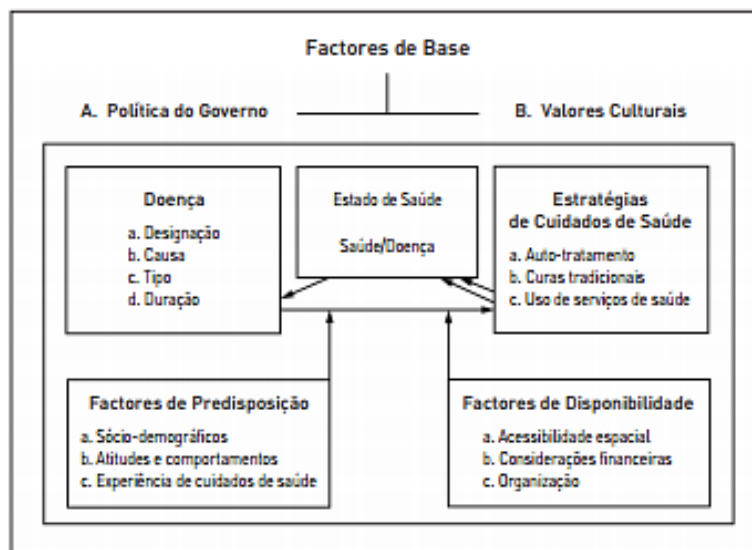 Factores de Base
A. Política do Governo
B. Valores Culturais
Doença
a. Designação
b. Causa
c. Tipo
d. Duração
Estado de Saúde
Saúde/Doença
Estratégias
de Cuidados de Saúde
a. Auto-tratamento
b. Curas tradicionais
c. Uso de serviços de saúde
Factores de Predisposição
a. Sócio-demográficos
b. Atitudes e comportamentos
c. Experiência de cuidados de saúde
Factores de Disponibilidade
a. Acessibilidade espacial
b. Considerações financeiras
c. Organização